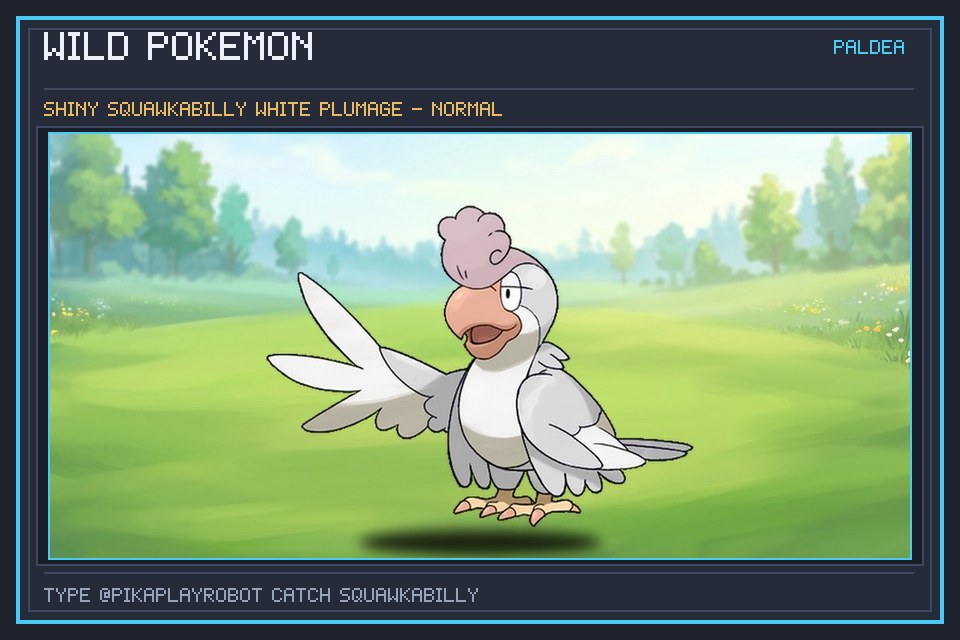 WILD POKEMON
PALDEA
SHINY SQUAWKABILLY WHITE PLUMAGE - NORMAL
TYPE @PIKAPLAYROBOT CATCH SQUAWKABILLY